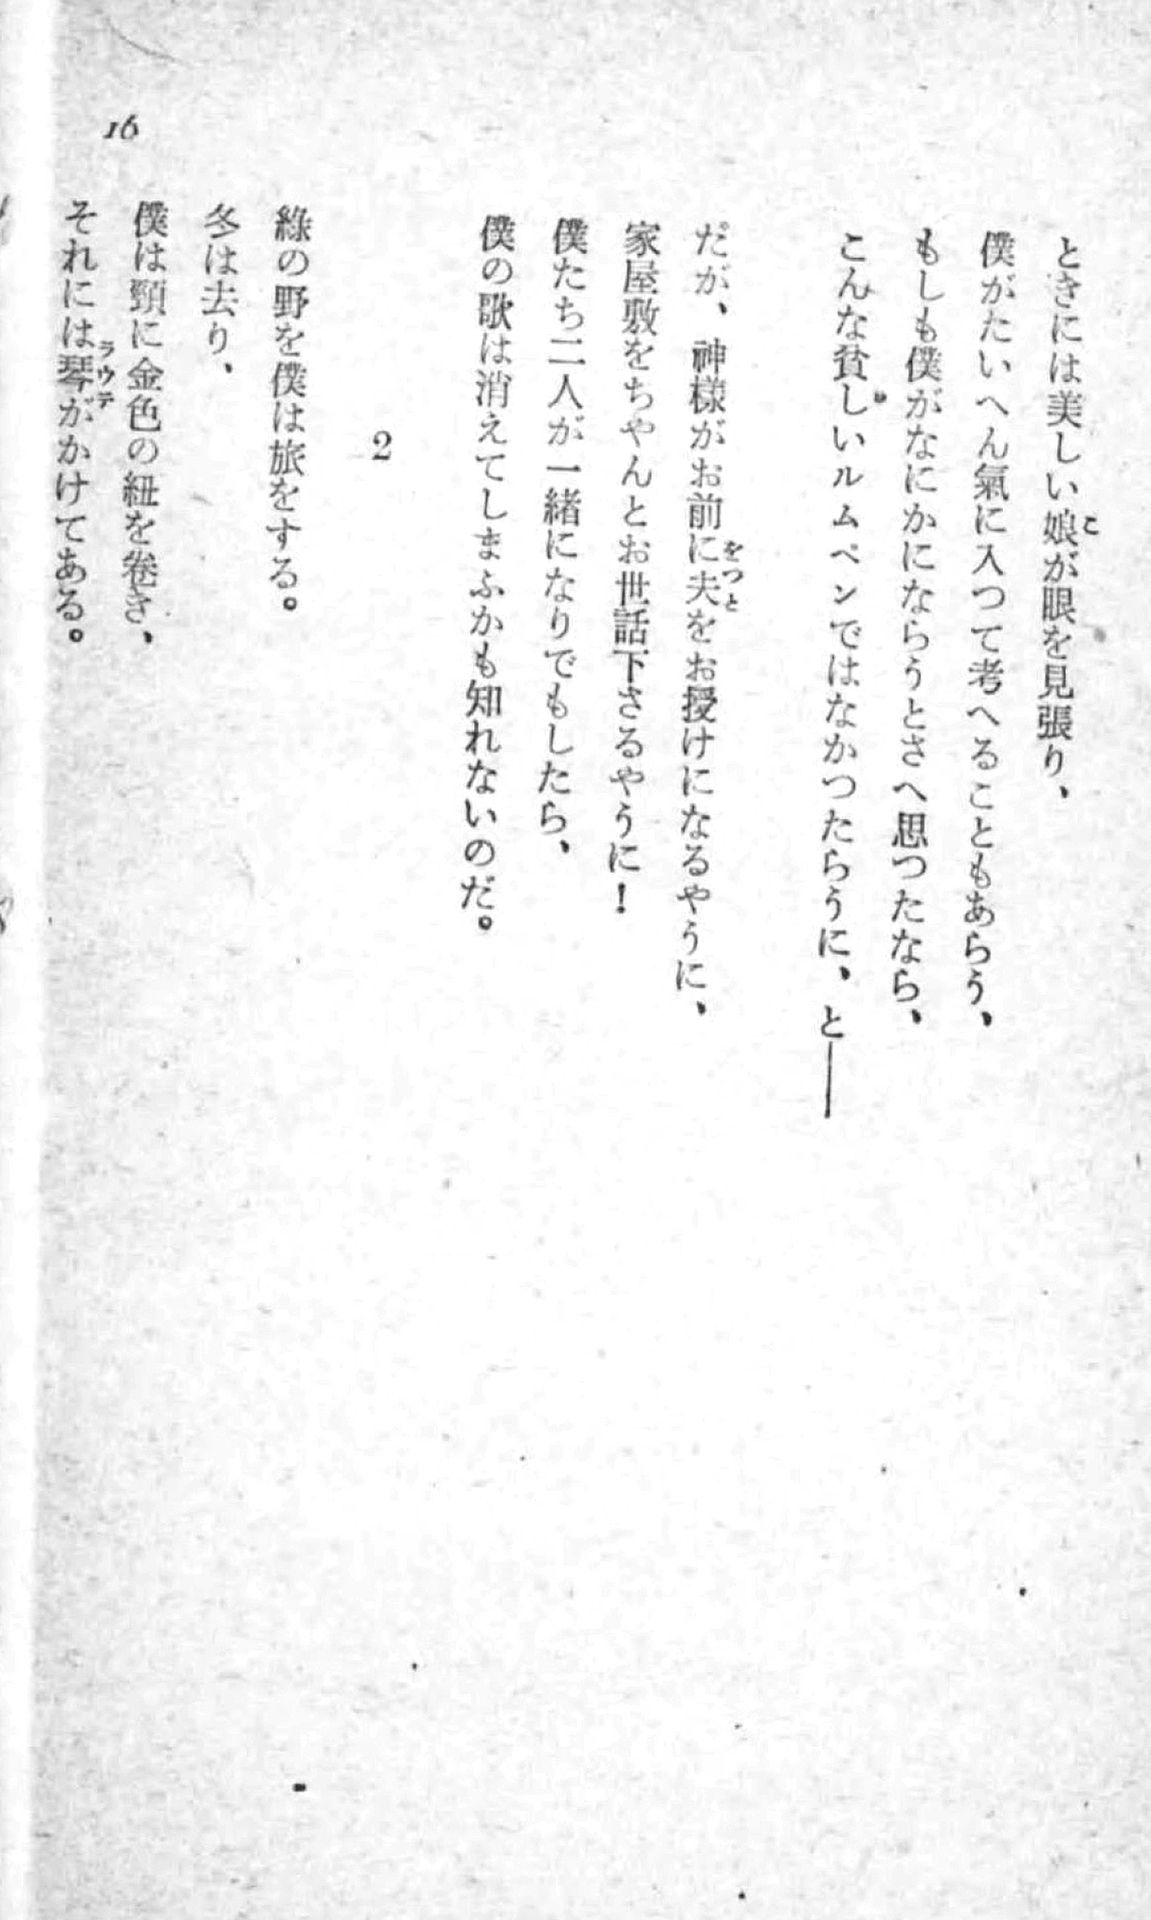 ときには美しい娘が眼を見張り、
僕がたいへん氣に入つて考へることもあらう、
もしも僕がなにかにならうとさへ思つたなら、
こんな貧しいルムペンではなかつたらうに、と——
だが、神様がお前に夫をお授けになるやうに、
家屋敷をちやんとお世話下さるやうに！
僕たち二人が一緒になりでもしたら、
僕の歌は消えてしまふかも知れないのだ。
2
綠の野を僕は旅をする。
冬は去り、
僕は頸に金色の紐を卷き、
それには琴がかけてある。
16
こ
をつと
ラウテ